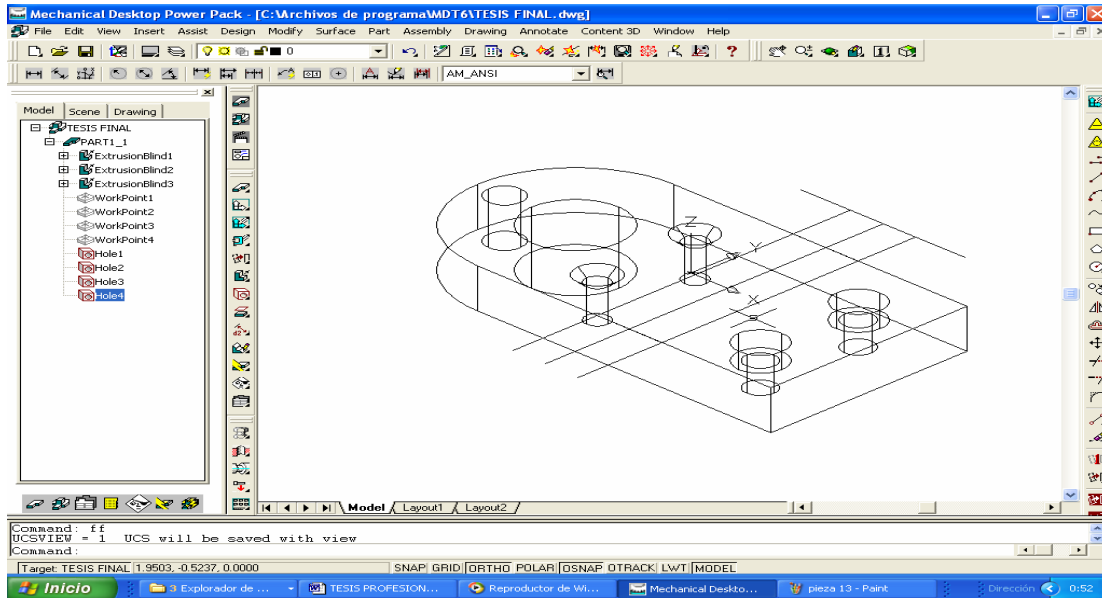 Mechanical Desktop Power Pack - [C:\Archivos de programa\MDT6\TESIS FINAL.dwg]
File Edit View Insert Assist Design Modify Surface Part Assembly Drawing Annotate Content 3D Window Help
0
AM_ANSI
Model Scene Drawing
TESIS FINAL
PART1_1
ExtrusionBlind1
ExtrusionBlind2
ExtrusionBlind3
WorkPoint1
WorkPoint2
WorkPoint3
WorkPoint4
Hole1
Hole2
Hole3
Hole4
Z
Y
X
Model Layout1 Layout2
Command: ff
UCSVIEW = 1 UCS will be saved with view
Command:
Target: TESIS FINAL 1.9503, -0.5237, 0.0000 SNAP GRID ORTHO POLAR OSNAP OTRACK LWT MODEL
Inicio 3 Explorador de ... TESIS PROFESION... Reproductor de Wi... Mechanical Deskto... pieza 13 - Paint Dirección 0:52